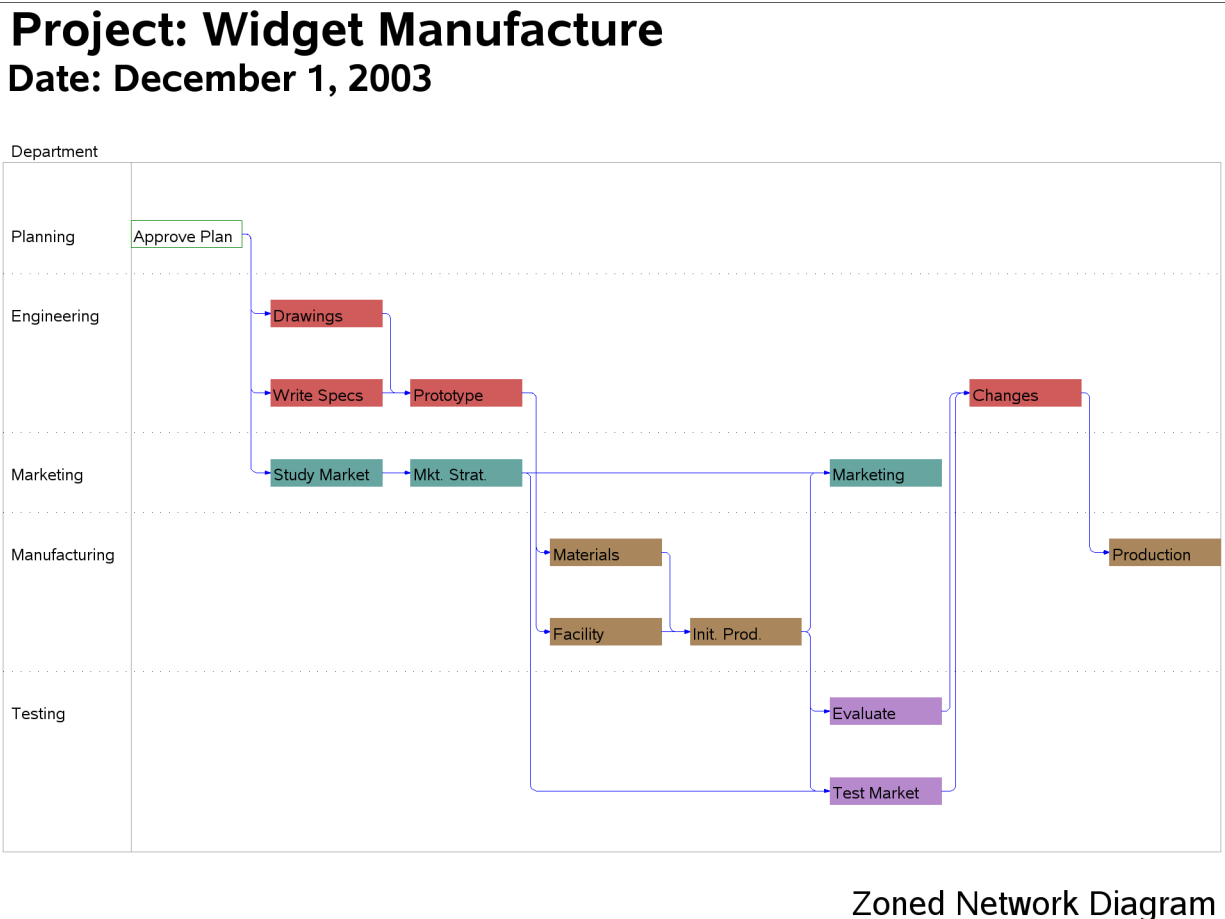 Project: Widget Manufacture
Date: December 1, 2003
Department
Planning
Approve Plan
Engineering
Drawings
Write Specs
Prototype
Changes
Marketing
Study Market
Mkt. Strat.
Marketing
Manufacturing
Materials
Production
Facility
Init. Prod.
Testing
Evaluate
Test Market
Zoned Network Diagram